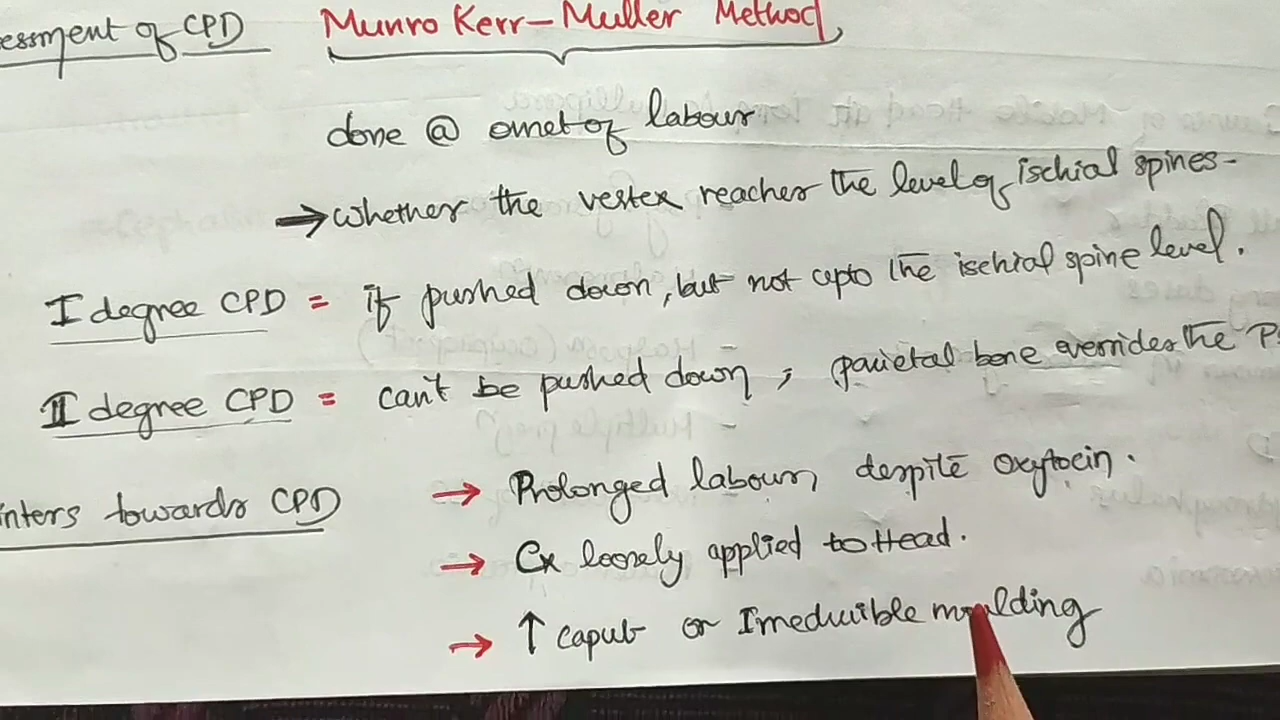 essment of CPD Munro Kerr-Muller Method
done @ onset of labour
→ Whether the vertex reaches the level of ischial spines-
I degree CPD = if pushed down, but not upto the ischial spine level.
II degree CPD = can't be pushed down, parietal bone overrides the P
inters towards CPD → Prolonged labour, despite oxytocin.
→ Cx loosely applied to Head.
→ ↑ caput or Irreducible moulding